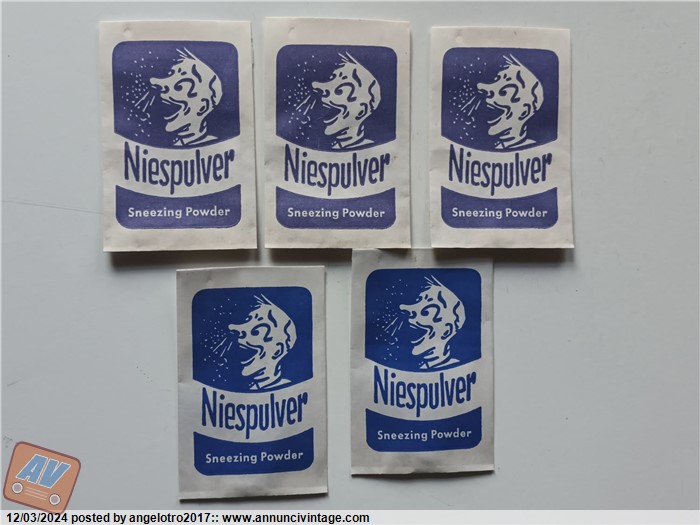 Niespulver
Sneezing Powder
Niespulver
Sneezing Powder
Niespulver
Sneezing Powder
Niespulver
Sneezing Powder
Niespulver
Sneezing Powder
AV
12/03/2024 posted by angelotro2017:: www.annuncivintage.com